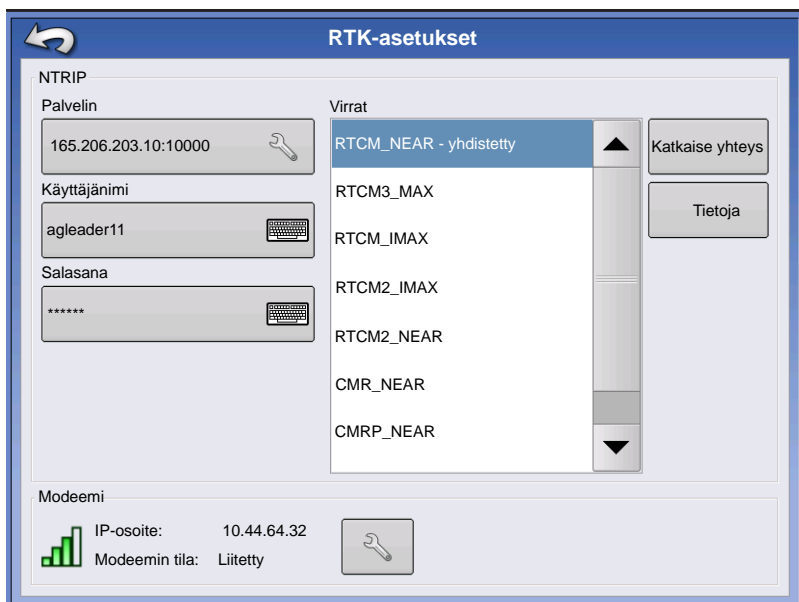 RTK-asetukset
NTRIP
Palvelin
165.206.203.10:10000
Käyttäjänimi
agleader11
Salasana
******
Virrat
RTCM_NEAR - yhdistetty
RTCM3_MAX
RTCM_IMAX
RTCM2_IMAX
RTCM2_NEAR
CMR_NEAR
CMRP_NEAR
Katkaise yhteys
Tietoja
Modeemi
IP-osoite: 10.44.64.32
Modeemin tila: Liitetty